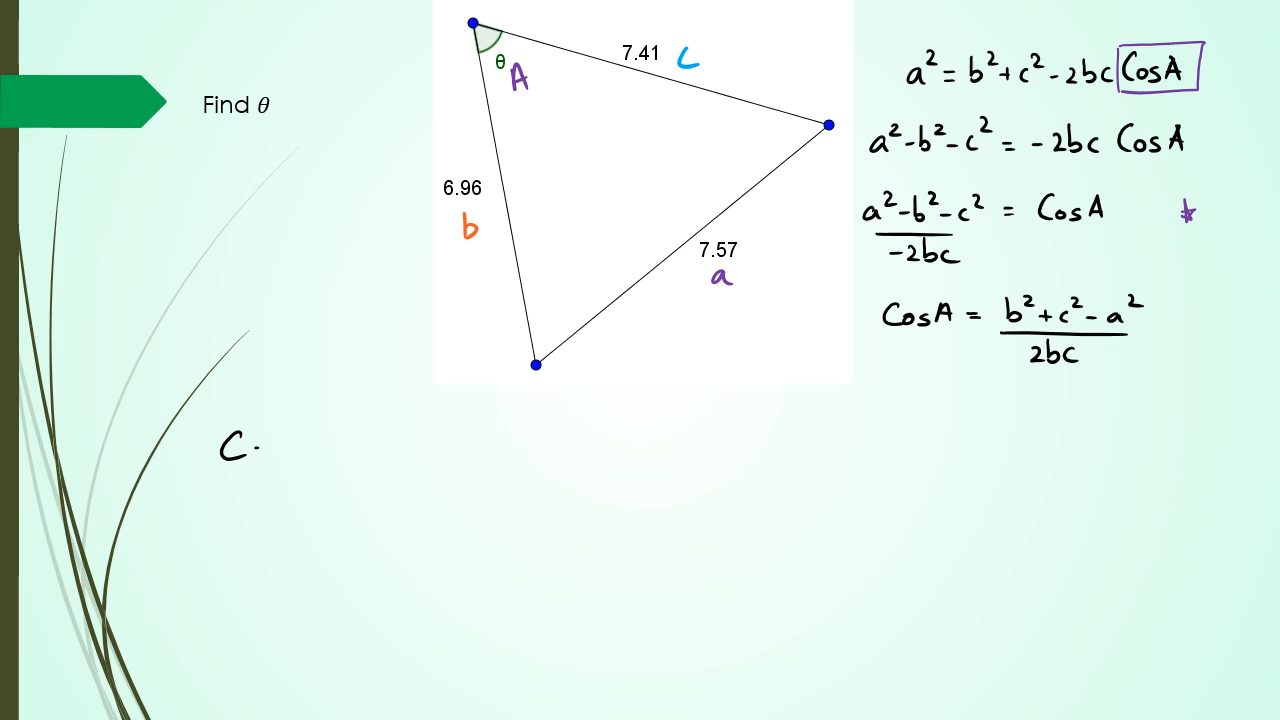 Find θ
7.41 c
θ A
6.96
b
7.57
a
a² = b² + c² - 2bc CosA
a² - b² - c² = - 2bc CosA
a² - b² - c² = CosA *
-2bc
CosA = b² + c² - a²
2bc
C